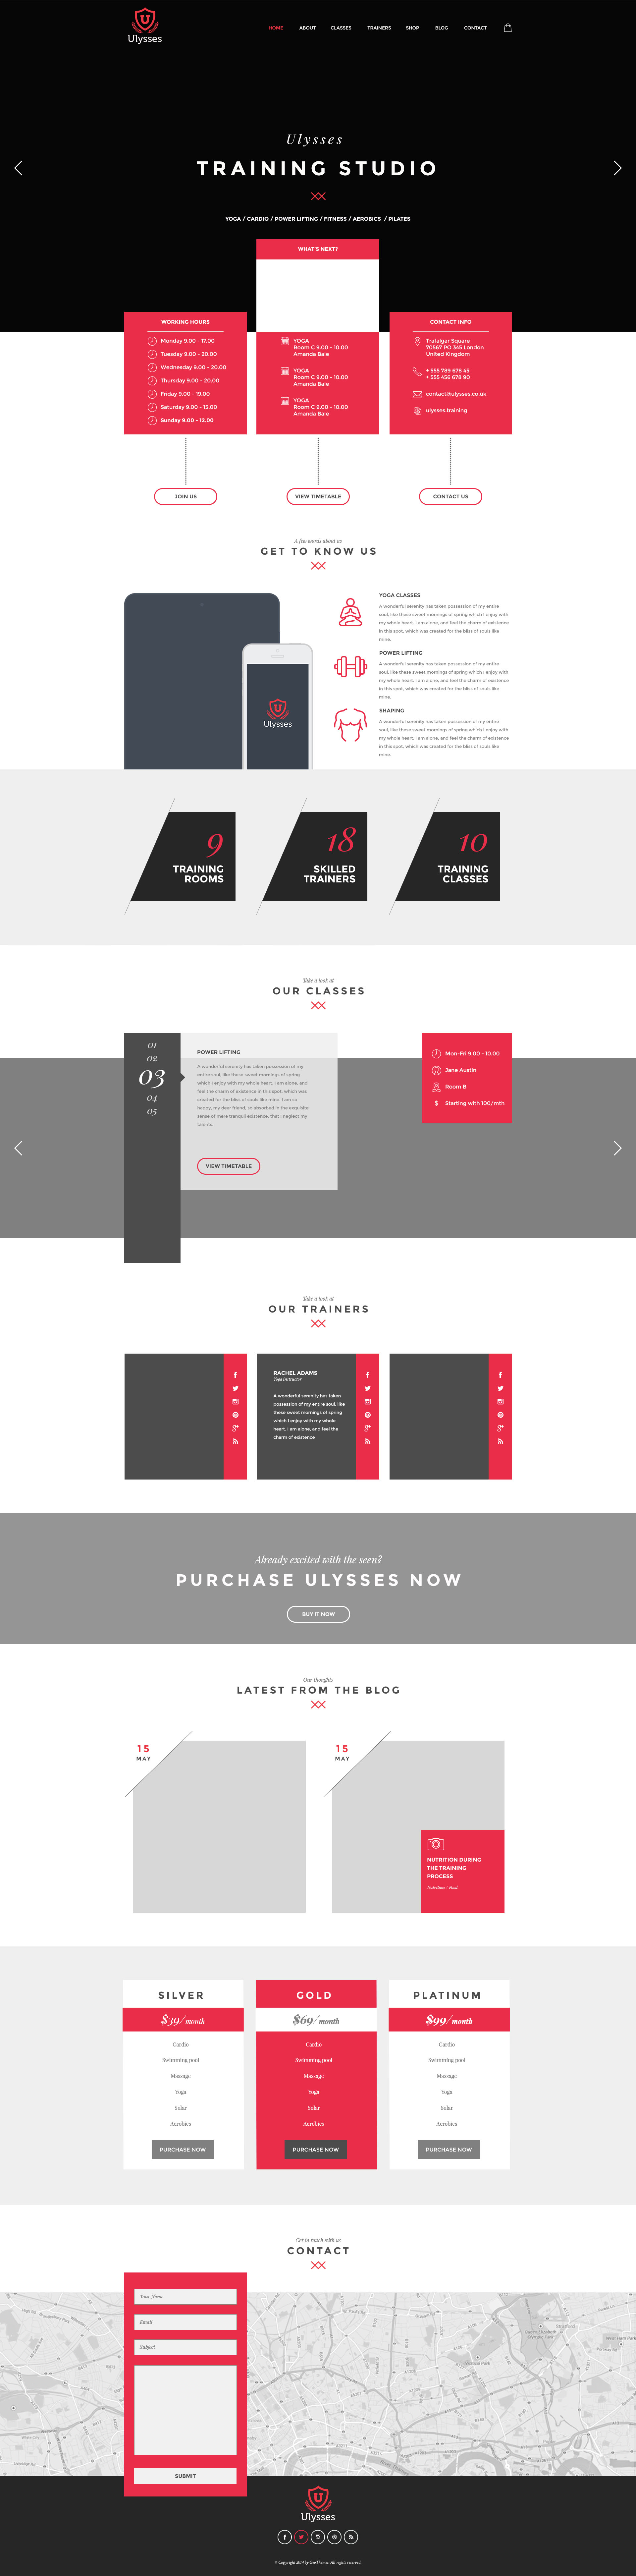 Ulysses
HOME ABOUT CLASSES TRAINERS SHOP BLOG CONTACT
Ulysses
TRAINING STUDIO
YOGA / CARDIO / POWER LIFTING / FITNESS / AEROBICS / PILATES
WHAT'S NEXT?
WORKING HOURS
Monday 9.00 - 17.00
Tuesday 9.00 - 20.00
Wednesday 9.00 - 20.00
Thursday 9.00 - 20.00
Friday 9.00 - 19.00
Saturday 9.00 - 15.00
Sunday 9.00 - 13.00
YOGA
Room C 9.00 - 10.00
Amanda Bale
YOGA
Room C 9.00 - 10.00
Amanda Bale
YOGA
Room C 9.00 - 10.00
Amanda Bale
CONTACT INFO
Trafalgar Square
70567 PO 345 London
United Kingdom
+ 555 789 678 45
+ 555 456 678 90
contact@ulysses.co.uk
ulysses.training
JOIN US
VIEW TIMETABLE
CONTACT US
A few words about us
GET TO KNOW US
Ulysses
YOGA CLASSES
A wonderful serenity has taken possession of my entire
soul, like these sweet mornings of spring which I enjoy with
my whole heart. I am alone, and feel the charm of existence
in this spot, which was created for the bliss of souls like
mine.
POWER LIFTING
A wonderful serenity has taken possession of my entire
soul, like these sweet mornings of spring which I enjoy with
my whole heart. I am alone, and feel the charm of existence
in this spot, which was created for the bliss of souls like
mine.
SHAPING
A wonderful serenity has taken possession of my entire
soul, like these sweet mornings of spring which I enjoy with
my whole heart. I am alone, and feel the charm of existence
in this spot, which was created for the bliss of souls like
mine.
9
TRAINING
ROOMS
18
SKILLED
TRAINERS
10
TRAINING
CLASSES
Take a look at
OUR CLASSES
01
02
03
04
05
POWER LIFTING
A wonderful serenity has taken possession of my
entire soul, like these sweet mornings of spring
which I enjoy with my whole heart. I am alone, and
feel the charm of existence in this spot, which was
created for the bliss of souls like mine. I am so
happy, my dear friend, so absorbed in the exquisite
sense of mere tranquil existence, that I neglect my
talents.
VIEW TIMETABLE
Mon-Fri 9.00 - 10.00
Jane Austin
Room B
$ Starting with 100/mth
Take a look at
OUR TRAINERS
RACHEL ADAMS
Yoga instructor
A wonderful serenity has taken
possession of my entire soul, like
these sweet mornings of spring
which I enjoy with my whole
heart. I am alone, and feel the
charm of existence
Already excited with the seen?
PURCHASE ULYSSES NOW
BUY IT NOW
Our thoughts
LATEST FROM THE BLOG
15
MAY
15
MAY
NUTRITION DURING
THE TRAINING
PROCESS
Nutrition / Food
SILVER
$39/month
Cardio
Swimming pool
Massage
Yoga
Solar
Aerobics
PURCHASE NOW
GOLD
$69/month
Cardio
Swimming pool
Massage
Yoga
Solar
Aerobics
PURCHASE NOW
PLATINUM
$99/month
Cardio
Swimming pool
Massage
Yoga
Solar
Aerobics
PURCHASE NOW
Get in touch with us
CONTACT
Your Name
Email
Subject
SUBMIT
Ulysses
© Copyright 2014 by GeoThemes. All rights reserved.